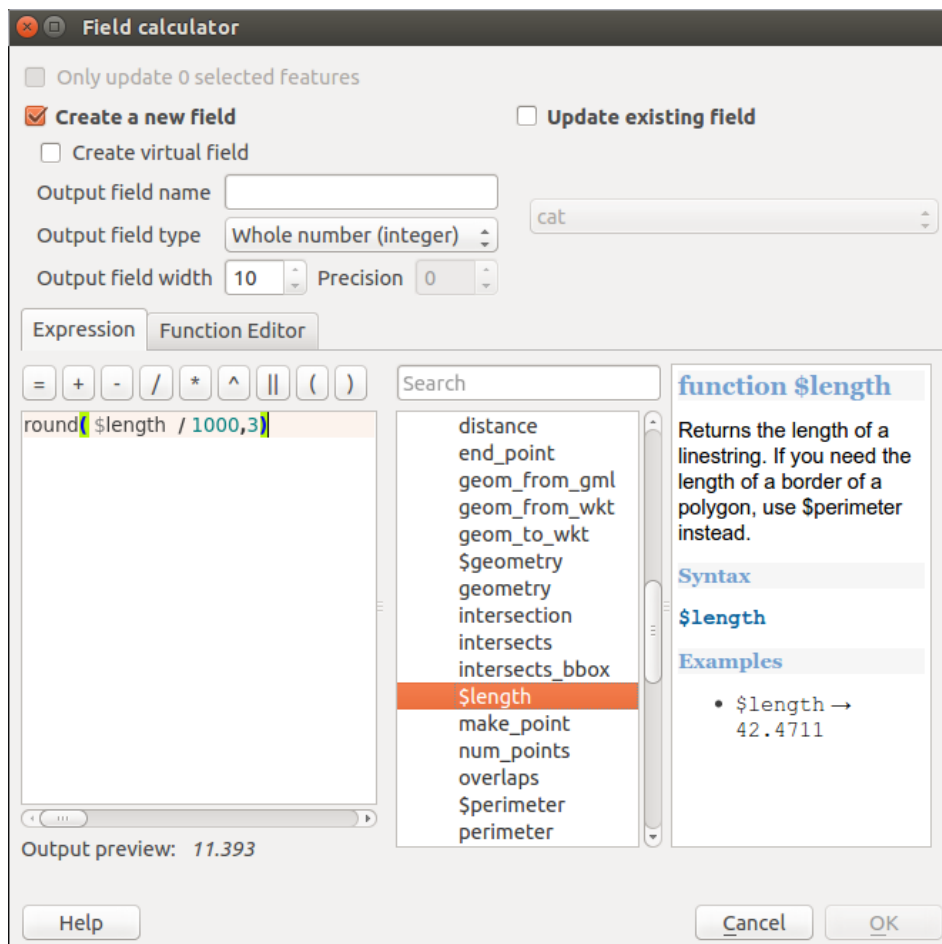 Field calculator
Only update 0 selected features
Create a new field
Update existing field
Create virtual field
Output field name
cat
Output field type Whole number (integer)
Output field width 10 Precision 0
Expression Function Editor
= + - / * ^ || ( )
Search
round( $length / 1000,3)
distance
end_point
geom_from_gml
geom_from_wkt
geom_to_wkt
$geometry
geometry
intersection
intersects
intersects_bbox
$length
make_point
num_points
overlaps
$perimeter
perimeter
function $length
Returns the length of a
linestring. If you need the
length of a border of a
polygon, use $perimeter
instead.
Syntax
$length
Examples
• $length →
42.4711
Output preview: 11.393
Help
Cancel
OK